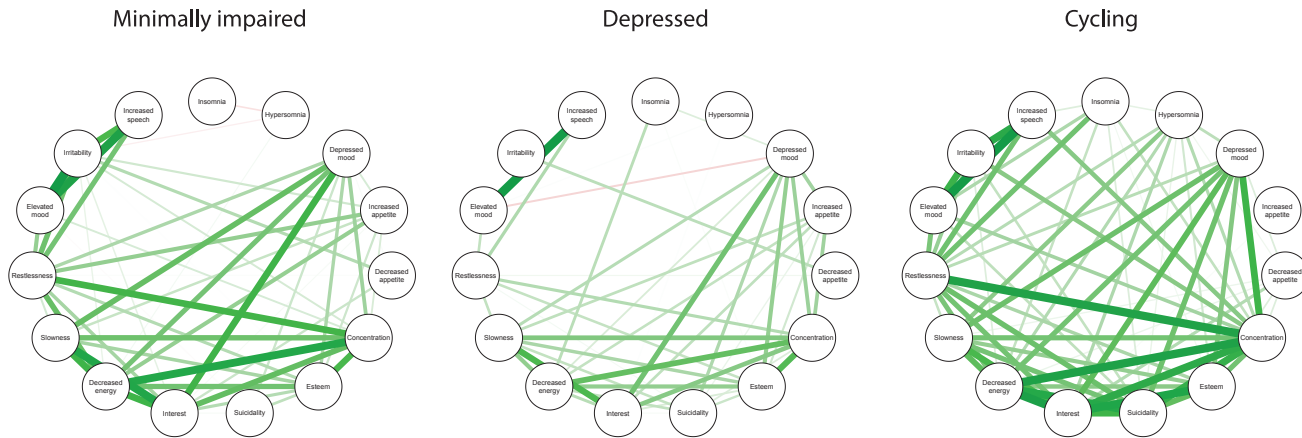 Minimally impaired
Depressed
Cycling
Insomnia
Hypersomnia
Increased
speech
Depressed
mood
Irritability
Increased
appetite
Elevated
mood
Decreased
appetite
Restlessness
Concentration
Slowness
Esteem
Decreased
energy
Suicidality
Interest
Insomnia
Hypersomnia
Increased
speech
Depressed
mood
Irritability
Increased
appetite
Elevated
mood
Decreased
appetite
Restlessness
Concentration
Slowness
Esteem
Decreased
energy
Suicidality
Interest
Insomnia
Hypersomnia
Increased
speech
Depressed
mood
Irritability
Increased
appetite
Elevated
mood
Decreased
appetite
Restlessness
Concentration
Slowness
Esteem
Decreased
energy
Suicidality
Interest